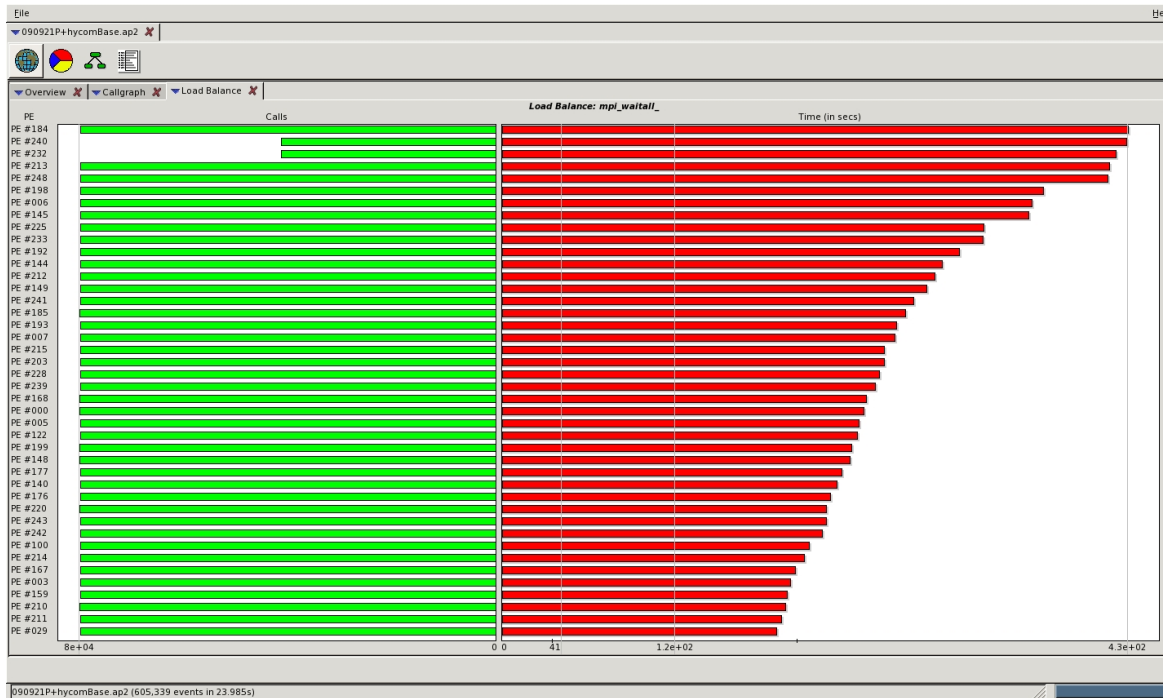 File
He
090921P+hycomBase.ap2
Overview Callgraph Load Balance
Load Balance: mpi_waitall_
PE Calls Time (in secs)
PE #184
PE #240
PE #232
PE #213
PE #248
PE #198
PE #006
PE #145
PE #225
PE #233
PE #192
PE #144
PE #212
PE #149
PE #241
PE #185
PE #193
PE #007
PE #215
PE #203
PE #228
PE #239
PE #168
PE #000
PE #005
PE #122
PE #199
PE #148
PE #177
PE #140
PE #176
PE #220
PE #243
PE #242
PE #100
PE #214
PE #167
PE #003
PE #159
PE #210
PE #211
PE #029
8e+04 0 0 41 1.2e+02 4.3e+02
090921P+hycomBase.ap2 (605,339 events in 23.985s)